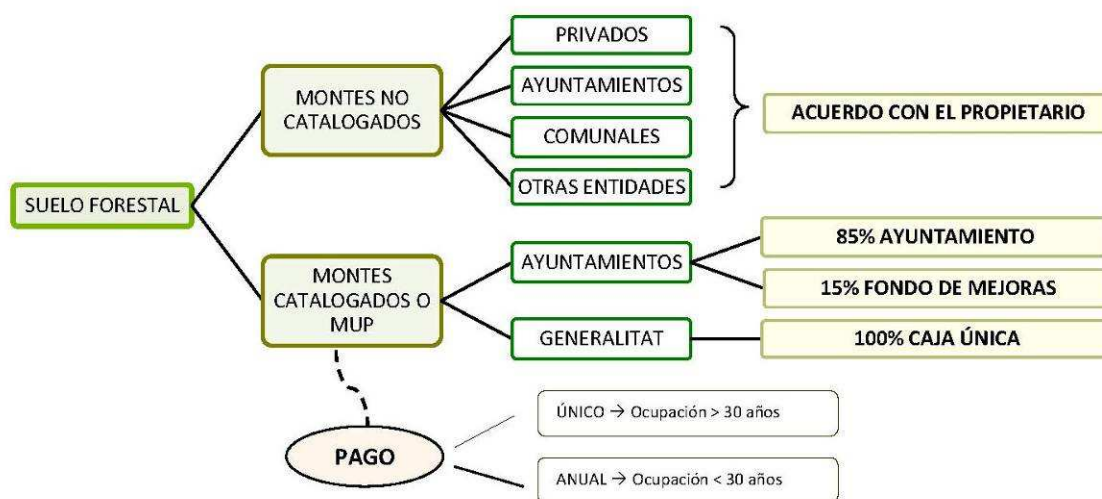 SUELO FORESTAL
MONTES NO
CATALOGADOS
PRIVADOS
AYUNTAMIENTOS
COMUNALES
OTRAS ENTIDADES
ACUERDO CON EL PROPIETARIO
MONTES
CATALOGADOS O
MUP
AYUNTAMIENTOS
85% AYUNTAMIENTO
15% FONDO DE MEJORAS
GENERALITAT
100% CAJA ÚNICA
PAGO
ÚNICO → Ocupación > 30 años
ANUAL → Ocupación < 30 años